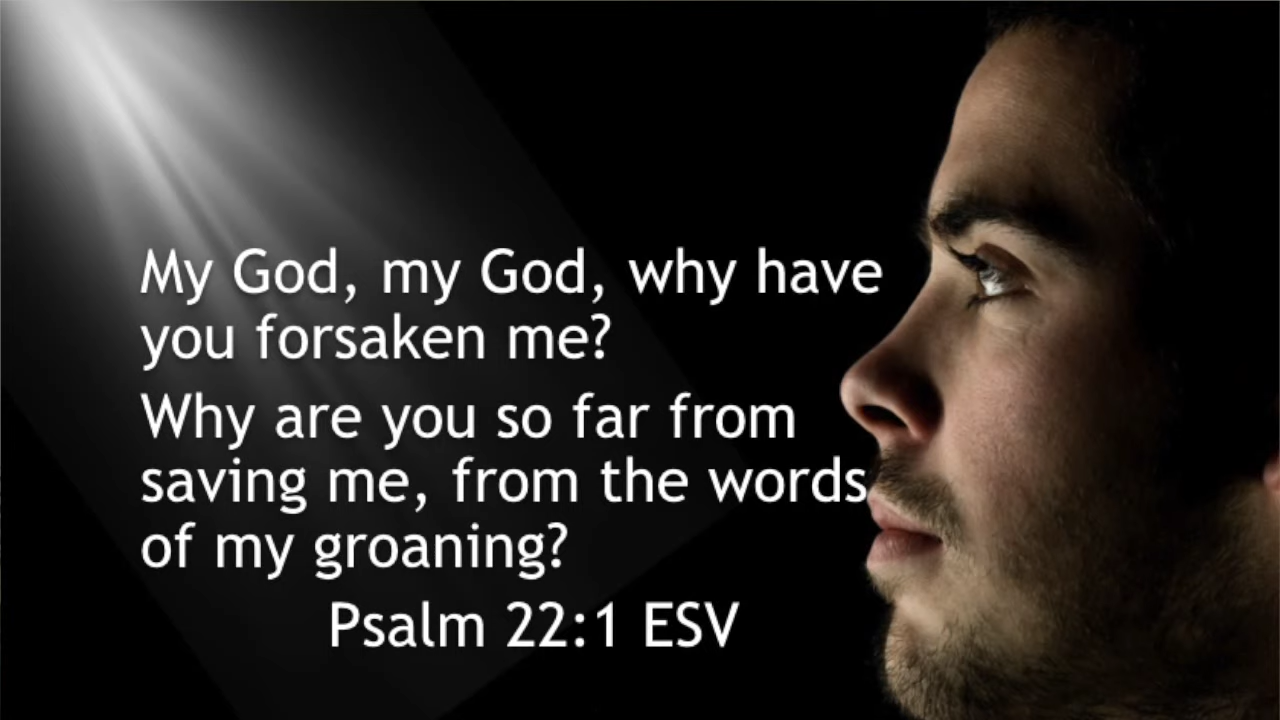 My God, my God, why have
you forsaken me?
Why are you so far from
saving me, from the words
of my groaning?
Psalm 22:1 ESV